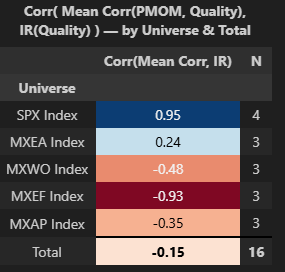 Corr( Mean Corr(PMOM, Quality),
IR(Quality) ) — by Universe & Total
Corr(Mean Corr, IR) N
Universe
SPX Index 0.95 4
MXEA Index 0.24 3
MXWO Index -0.48 3
MXEF Index -0.93 3
MXAP Index -0.35 3
Total -0.15 16